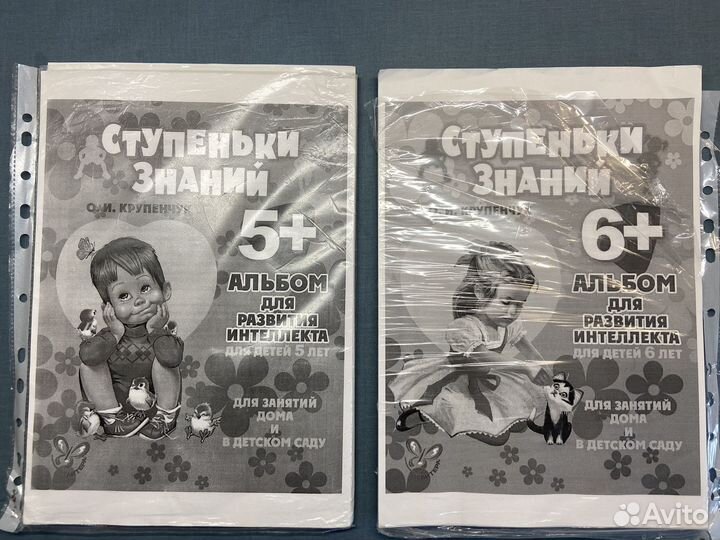 СТУПЕНЬКИ
ЗНАНИЙ
О. И. КРУПЕНЧУК
5+
АЛЬБОМ
ДЛЯ
РАЗВИТИЯ
ИНТЕЛЛЕКТА
ДЛЯ ДЕТЕЙ 5 ЛЕТ
ДЛЯ ЗАНЯТИЙ
ДОМА
И
В ДЕТСКОМ САДУ
СТУПЕНЬКИ
ЗНАНИЙ
И. КРУПЕНЧУК
6+
АЛЬБОМ
ДЛЯ
РАЗВИТИЯ
ИНТЕЛЛЕКТА
ДЛЯ ДЕТЕЙ 6 ЛЕТ
ДЛЯ ЗАНЯТИЙ
ДОМА
И
В ДЕТСКОМ САДУ
Avito